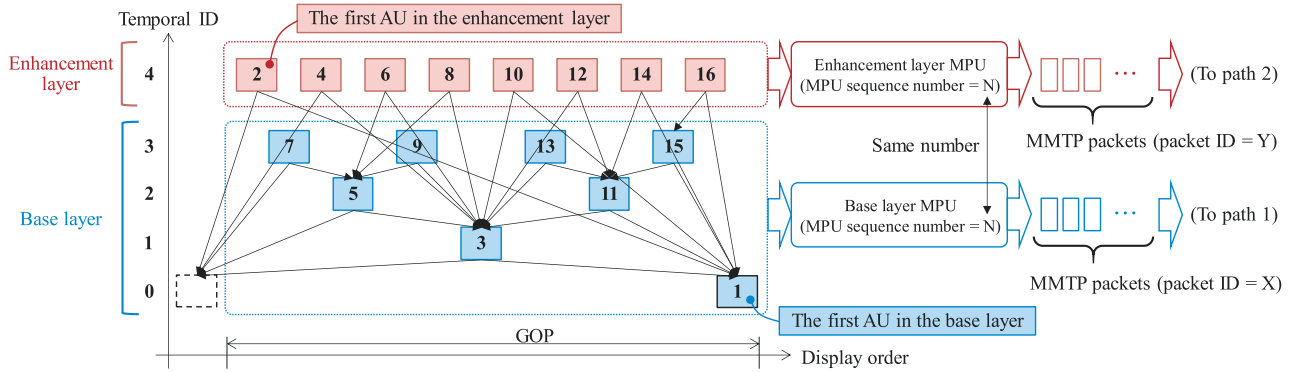 Temporal ID
The first AU in the enhancement layer
Enhancement
layer
4
2 4 6 8 10 12 14 16
Enhancement layer MPU
(MPU sequence number = N)
...
(To path 2)
MMTP packets (packet ID = Y)
Same number
Base layer
3
7 9 13 15
2
5 11
1
3
0
1
Base layer MPU
(MPU sequence number = N)
...
(To path 1)
MMTP packets (packet ID = X)
The first AU in the base layer
GOP
Display order